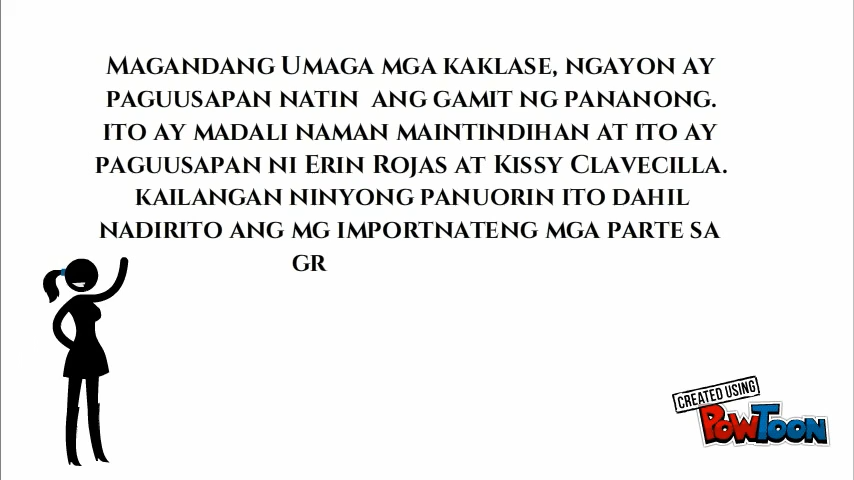 Magandang Umaga mga kaklase, ngayon ay
paguusapan natin ang gamit ng pananong.
ito ay madali naman maintindihan at ito ay
paguusapan ni Erin Rojas at Kissy Clavecilla.
kailangan ninyong panuorin ito dahil
nadirito ang mg importnateng mga parte sa
gr
CREATED USING
PowToon